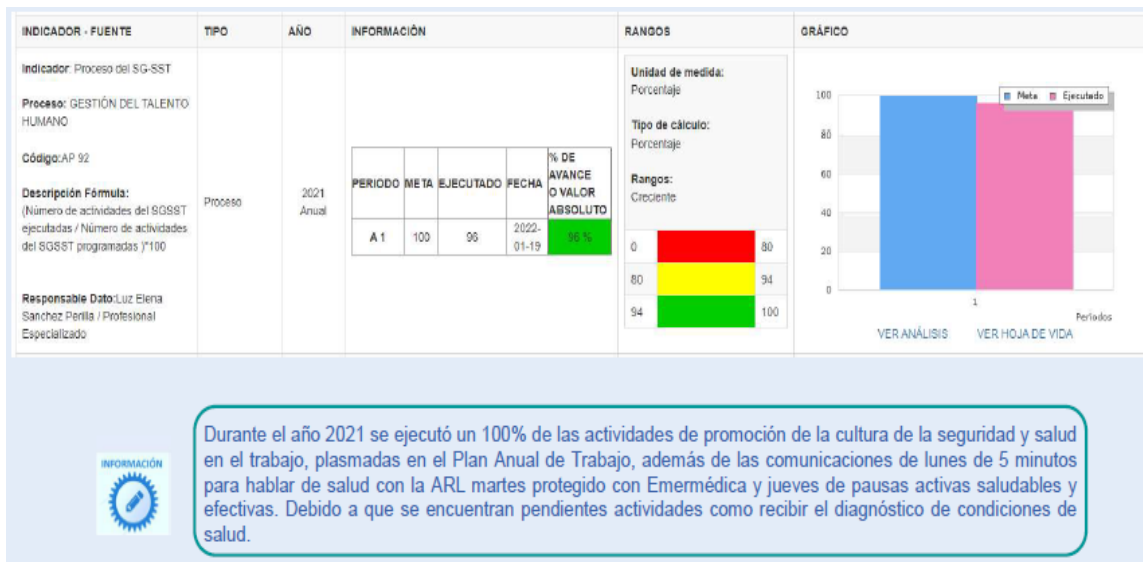 INDICADOR - FUENTE TIPO AÑO INFORMACIÓN RANGOS GRÁFICO
Indicador: Proceso del SG-SST
Proceso: GESTIÓN DEL TALENTO
HUMANO
Código:AP 92
Descripción Fórmula:
(Número de actividades del SGSST
ejecutadas / Número de actividades
del SGSST programadas )*100
Responsable Dato:Luz Elena
Sanchez Perilla / Profesional
Especializado
Proceso
2021
Anual
PERIODO META EJECUTADO FECHA % DE
AVANCE
O VALOR
ABSOLUTO
A 1 100 96 2022-
01-19 96 %
Unidad de medida:
Porcentaje
Tipo de cálculo:
Porcentaje
Rangos:
Creciente
0 80
80 94
94 100
Meta Ejecutado
100
80
60
40
20
0
1
Periodos
VER ANÁLISIS VER HOJA DE VIDA
INFORMACIÓN
Durante el año 2021 se ejecutó un 100% de las actividades de promoción de la cultura de la seguridad y salud
en el trabajo, plasmadas en el Plan Anual de Trabajo, además de las comunicaciones de lunes de 5 minutos
para hablar de salud con la ARL martes protegido con Emermédica y jueves de pausas activas saludables y
efectivas. Debido a que se encuentran pendientes actividades como recibir el diagnóstico de condiciones de
salud.